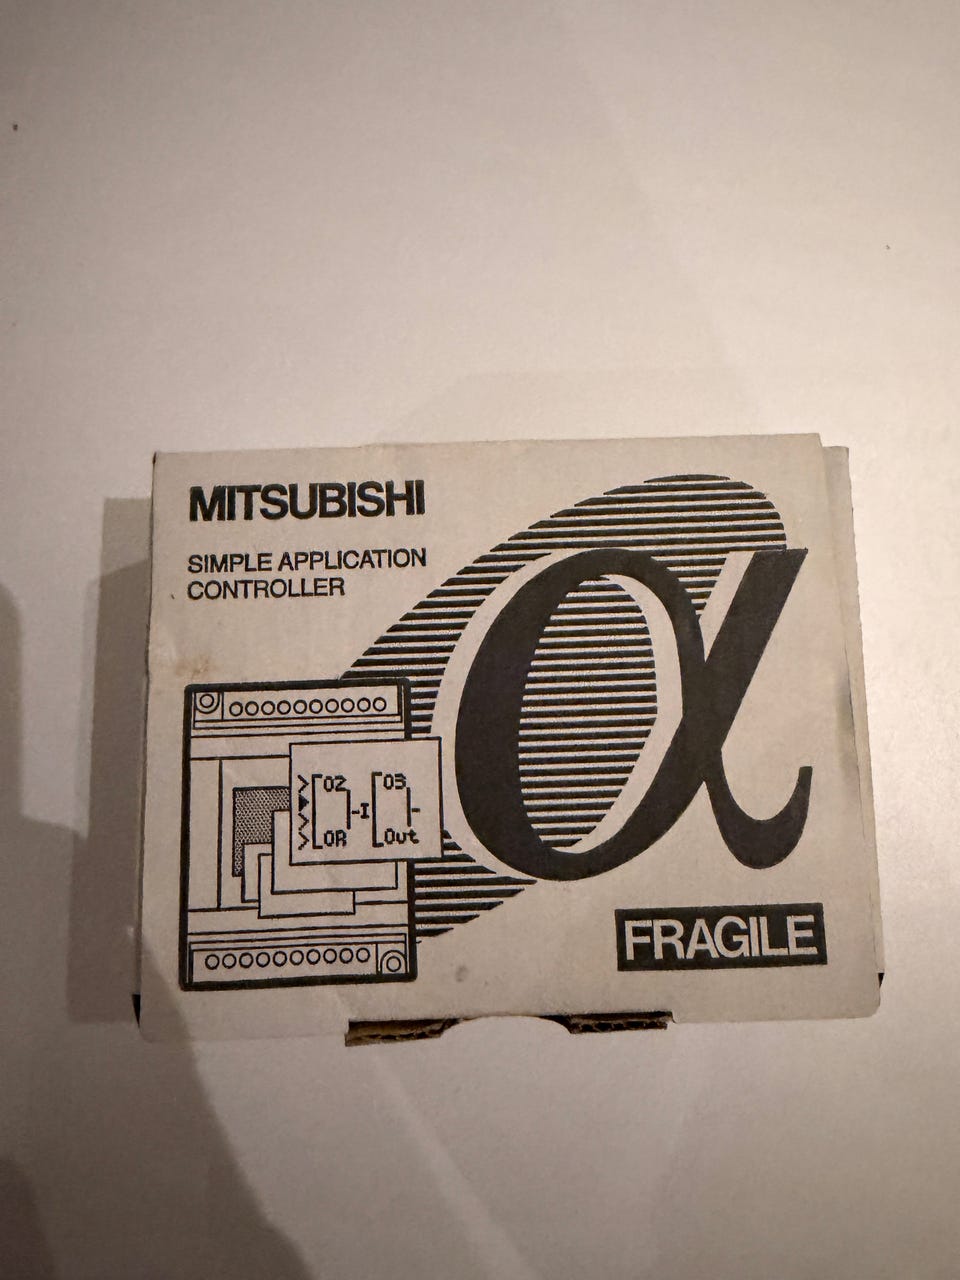 MITSUBISHI
SIMPLE APPLICATION
CONTROLLER
α
02 I 03
OR Out
FRAGILE